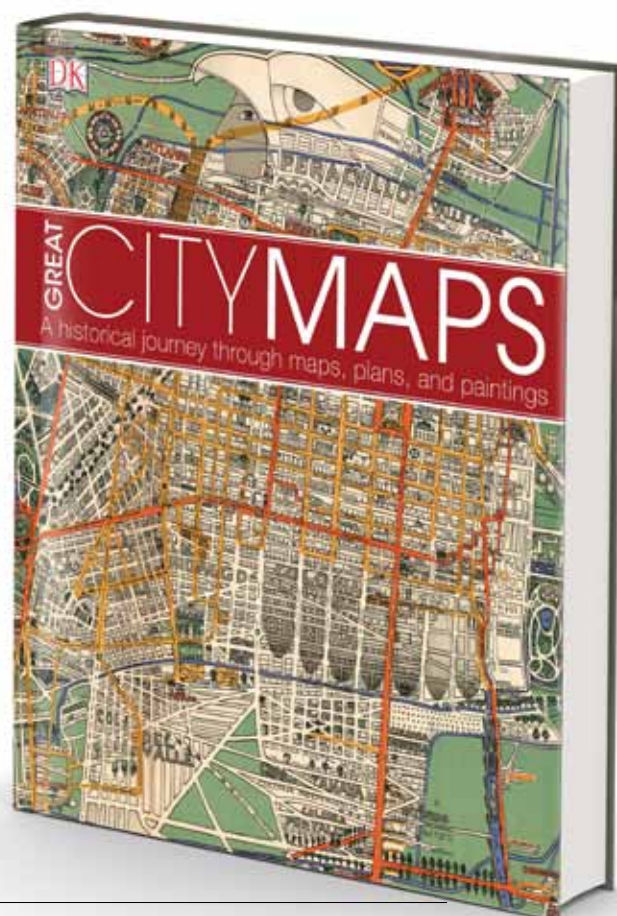 DK
GREAT CITYMAPS
A historical journey through maps, plans, and paintings